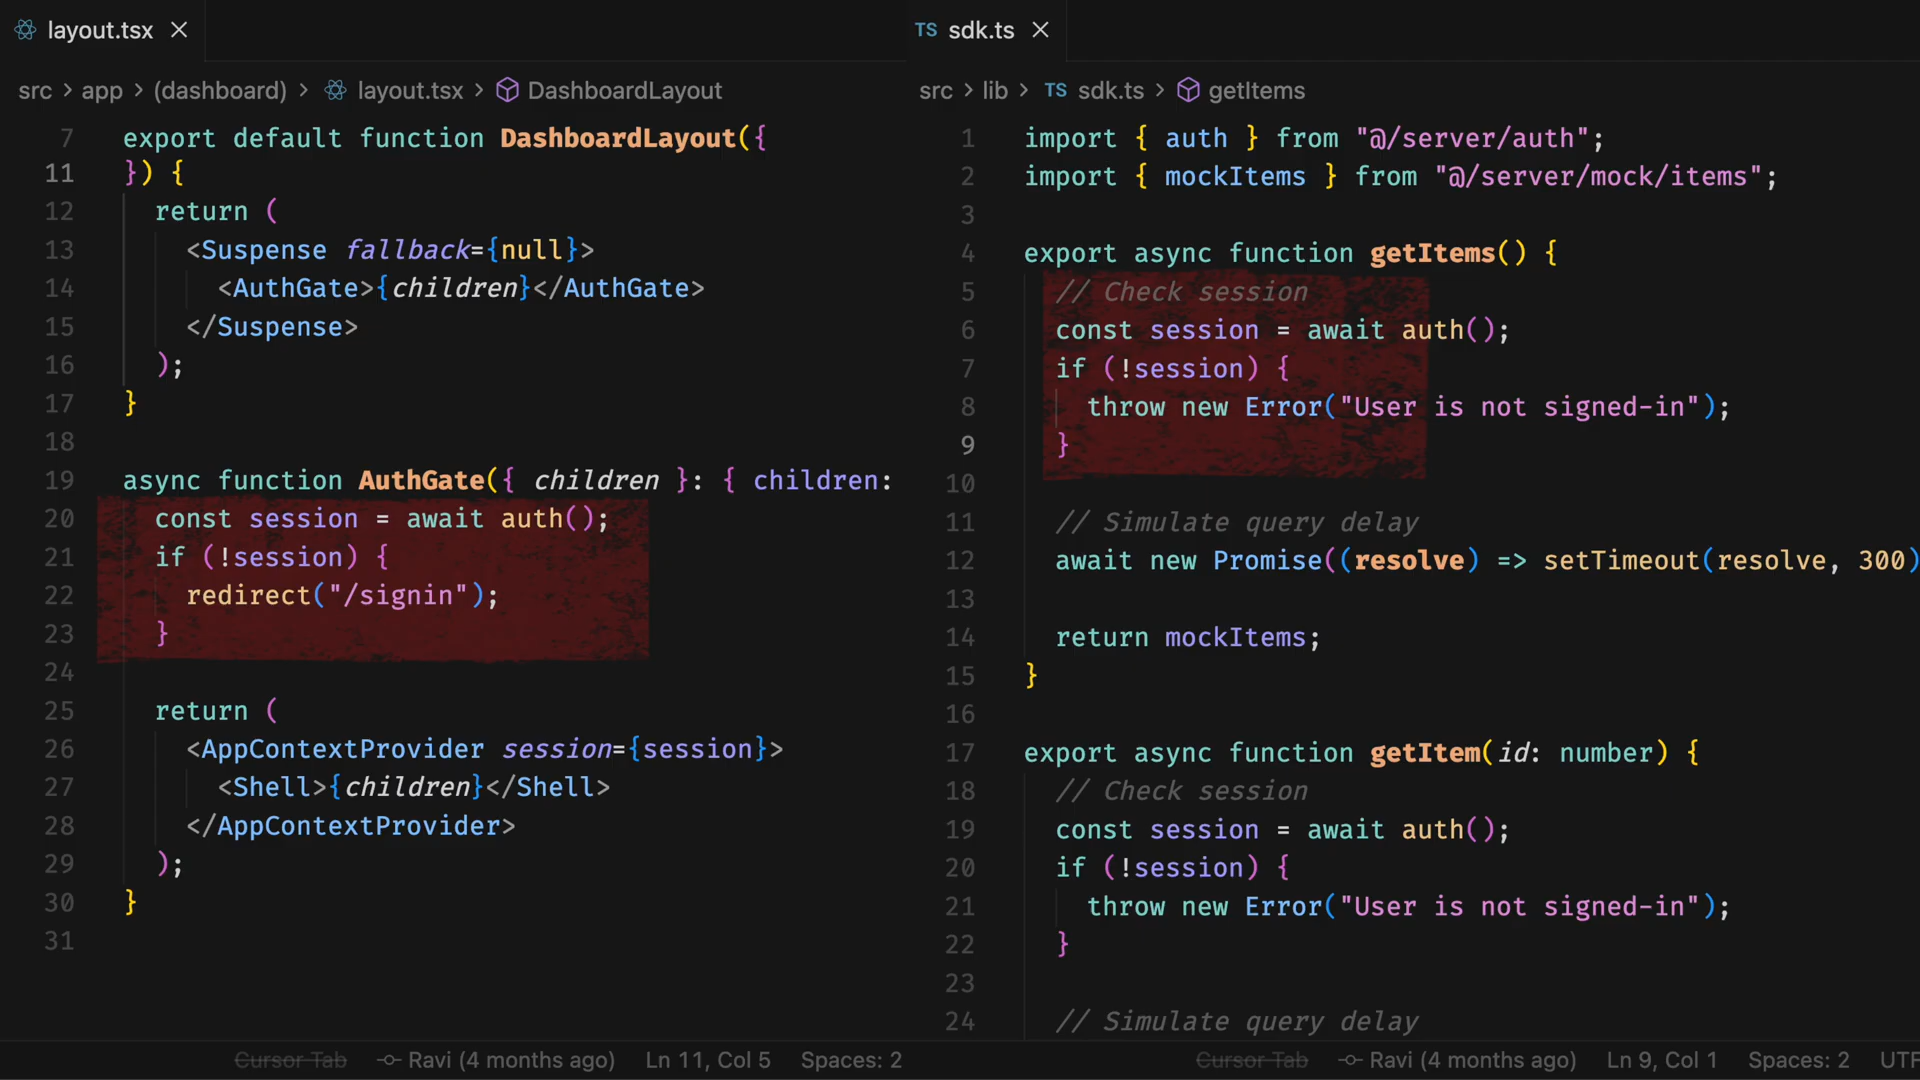 layout.tsx
src > app > (dashboard) > layout.tsx > DashboardLayout
7 export default function DashboardLayout({
11 }) {
12 return (
13 <Suspense fallback={null}>
14 <AuthGate>{children}</AuthGate>
15 </Suspense>
16 );
17 }
18
19 async function AuthGate({ children }: { children:
20 const session = await auth();
21 if (!session) {
22 redirect("/signin");
23 }
24
25 return (
26 <AppContextProvider session={session}>
27 <Shell>{children}</Shell>
28 </AppContextProvider>
29 );
30 }
31
Cursor Tab Ravi (4 months ago) Ln 11, Col 5 Spaces: 2
TS sdk.ts
src > lib > TS sdk.ts > getItems
1 import { auth } from "@/server/auth";
2 import { mockItems } from "@/server/mock/items";
3
4 export async function getItems() {
5 // Check session
6 const session = await auth();
7 if (!session) {
8 throw new Error("User is not signed-in");
9 }
10
11 // Simulate query delay
12 await new Promise((resolve) => setTimeout(resolve, 300)
13
14 return mockItems;
15 }
16
17 export async function getItem(id: number) {
18 // Check session
19 const session = await auth();
20 if (!session) {
21 throw new Error("User is not signed-in");
22 }
23
24 // Simulate query delay
Cursor Tab Ravi (4 months ago) Ln 9, Col 1 Spaces: 2 UTF